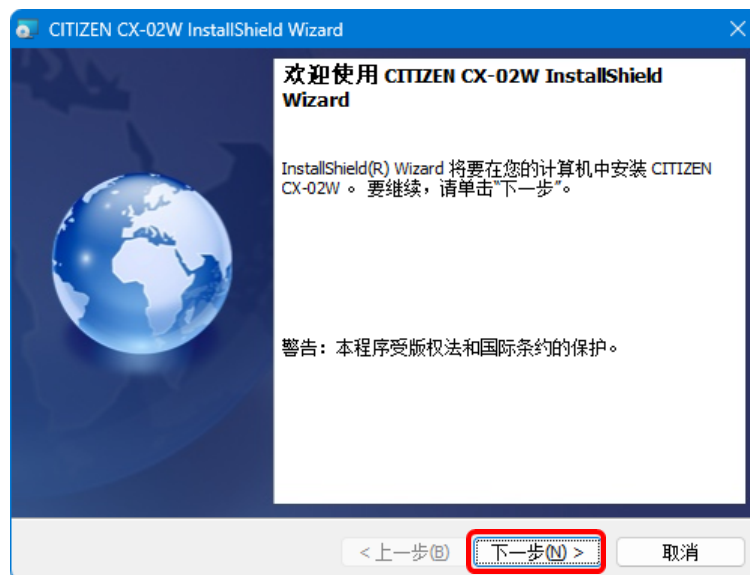 CITIZEN CX-02W InstallShield Wizard
欢迎使用 CITIZEN CX-02W InstallShield
Wizard
InstallShield(R) Wizard 将要在您的计算机中安装 CITIZEN
CX-02W 。 要继续，请单击“下一步”。
警告：本程序受版权法和国际条约的保护。
< 上一步(B) 下一步(N) > 取消